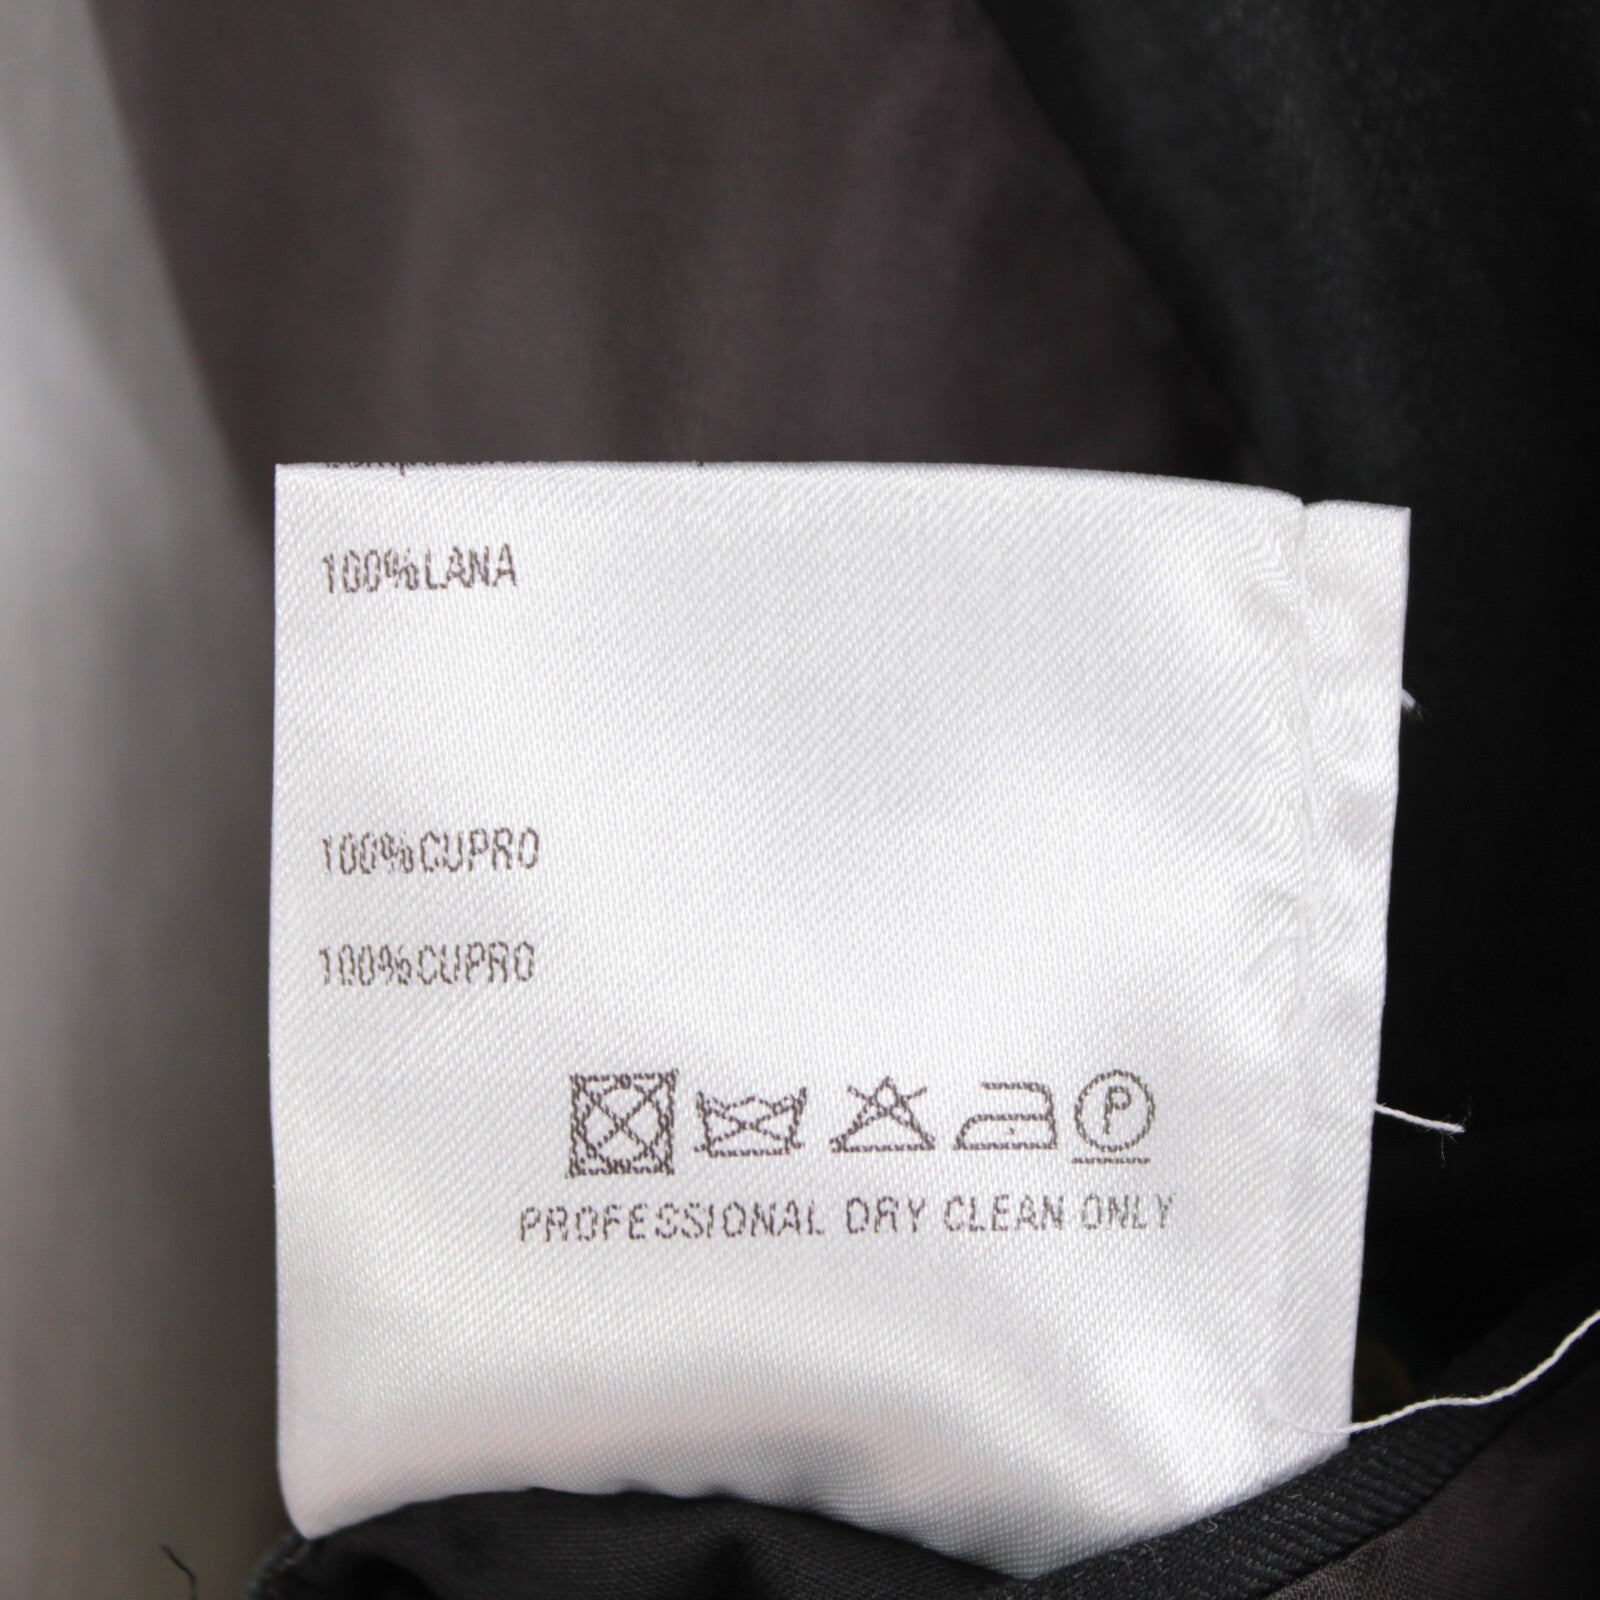 100%LANA
100%CUPRO
100%CUPRO
P
PROFESSIONAL DRY CLEAN ONLY